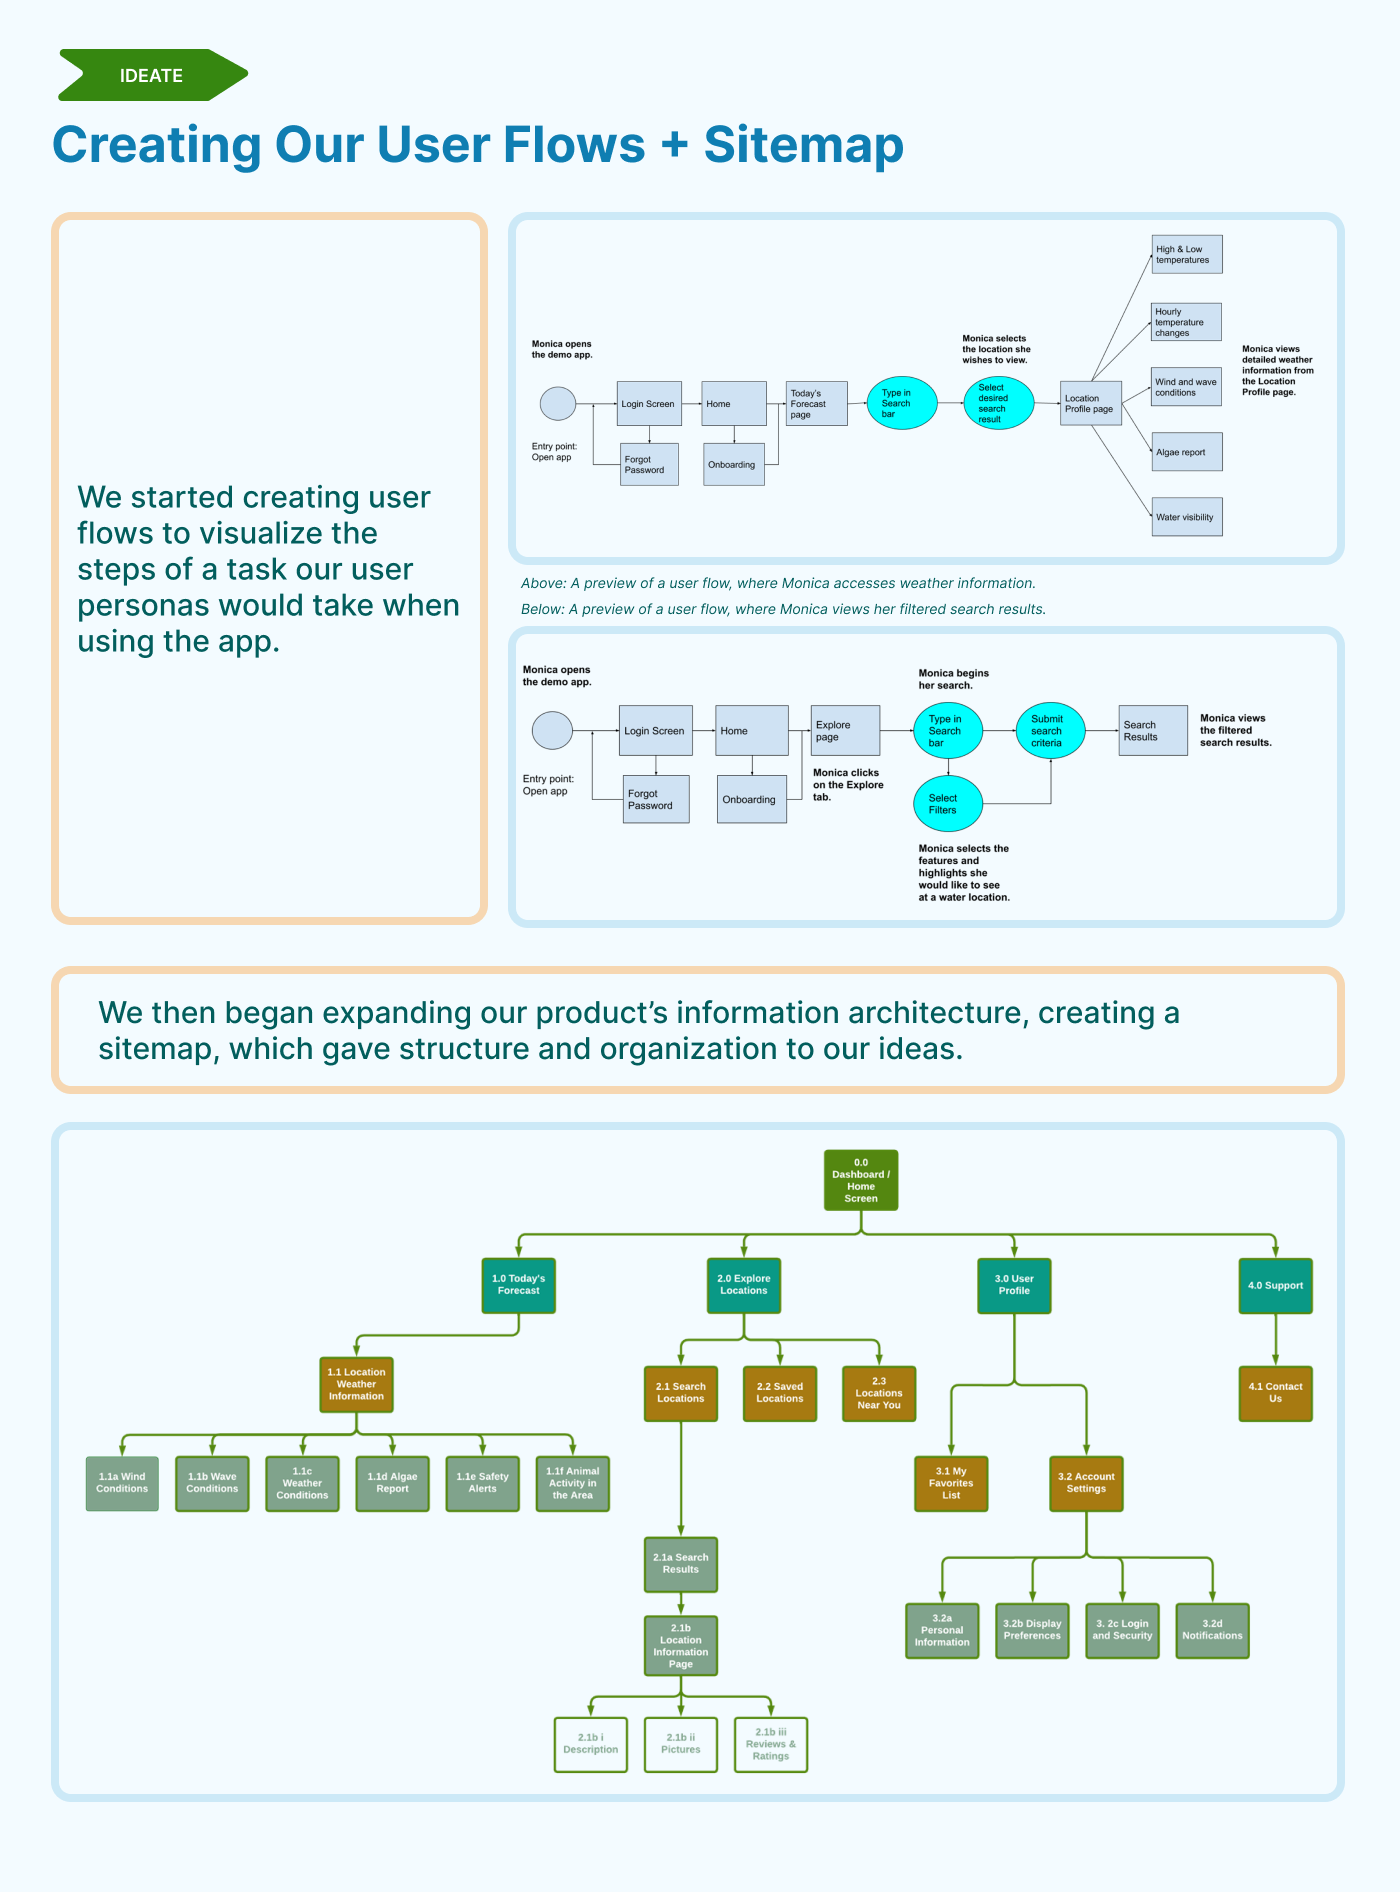 IDEATE
Creating Our User Flows + Sitemap
We started creating user
flows to visualize the
steps of a task our user
personas would take when
using the app.
Monica opens
the demo app.
Entry point:
Open app
Login Screen
Forgot
Password
Home
Onboarding
Today's
Forecast
page
Type in
Search
bar
Monica selects
the location she
wishes to view.
Select
desired
search
result
Location
Profile page
High & Low
temperatures
Hourly
temperature
changes
Wind and wave
conditions
Algae report
Water visibility
Monica views
detailed weather
information from
the Location
Profile page.
Above: A preview of a user flow, where Monica accesses weather information.
Below: A preview of a user flow, where Monica views her filtered search results.
Monica opens
the demo app.
Entry point:
Open app
Login Screen
Forgot
Password
Home
Onboarding
Explore
page
Monica clicks
on the Explore
tab.
Monica begins
her search.
Type in
Search
bar
Select
Filters
Monica selects the
features and
highlights she
would like to see
at a water location.
Submit
search
criteria
Search
Results
Monica views
the filtered
search results.
We then began expanding our product’s information architecture, creating a
sitemap, which gave structure and organization to our ideas.
0.0
Dashboard /
Home
Screen
1.0 Today's
Forecast
2.0 Explore
Locations
3.0 User
Profile
4.0 Support
1.1 Location
Weather
Information
2.1 Search
Locations
2.2 Saved
Locations
2.3
Locations
Near You
4.1 Contact
Us
1.1a Wind
Conditions
1.1b Wave
Conditions
1.1c
Weather
Conditions
1.1d Algae
Report
1.1e Safety
Alerts
1.1f Animal
Activity in
the Area
3.1 My
Favorites
List
3.2 Account
Settings
2.1a Search
Results
2.1b
Location
Information
Page
3.2a
Personal
Information
3.2b Display
Preferences
3. 2c Login
and Security
3.2d
Notifications
2.1b i
Description
2.1b ii
Pictures
2.1b iii
Reviews &
Ratings